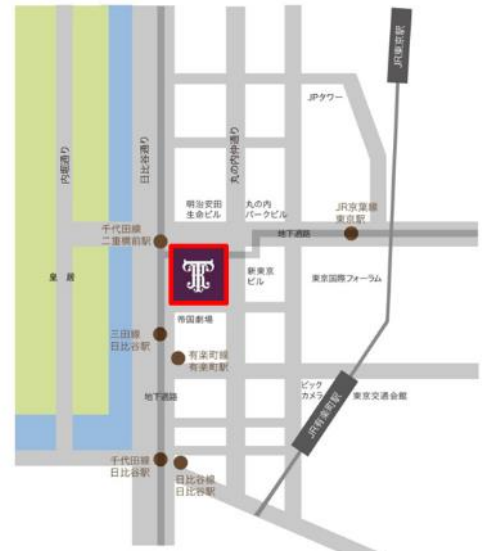 JR東京駅
JPタワー
内堀通り
日比谷通り
丸の内仲通り
明治安田
生命ビル
丸の内
パークビル
JR京葉線
東京駅
千代田線
二重橋前駅
地下通路
皇居
新東京
ビル
東京国際フォーラム
帝国劇場
三田線
日比谷駅
有楽町線
有楽町駅
ビック
カメラ
東京交通会館
JR有楽町駅
地下通路
千代田線
日比谷駅
日比谷線
日比谷駅